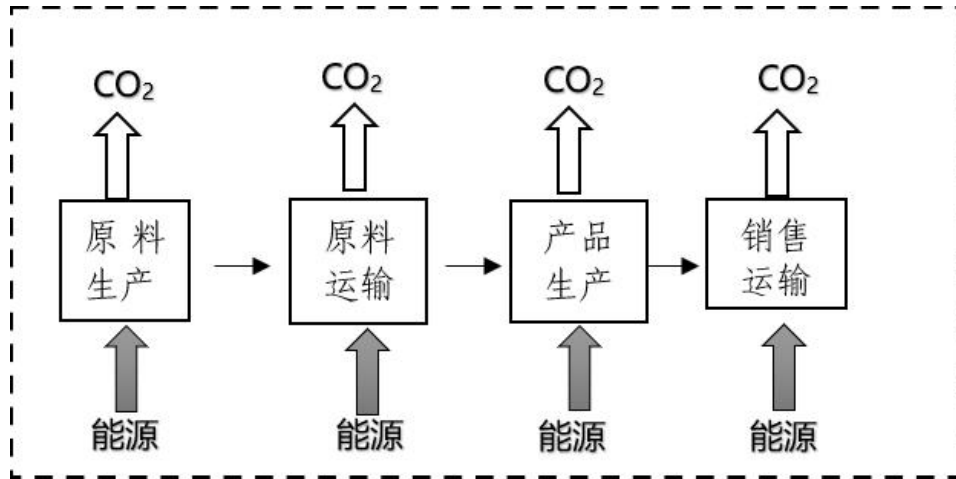 CO₂ CO₂ CO₂ CO₂
原料 原料 产品 销售
生产 运输 生产 运输
能源 能源 能源 能源